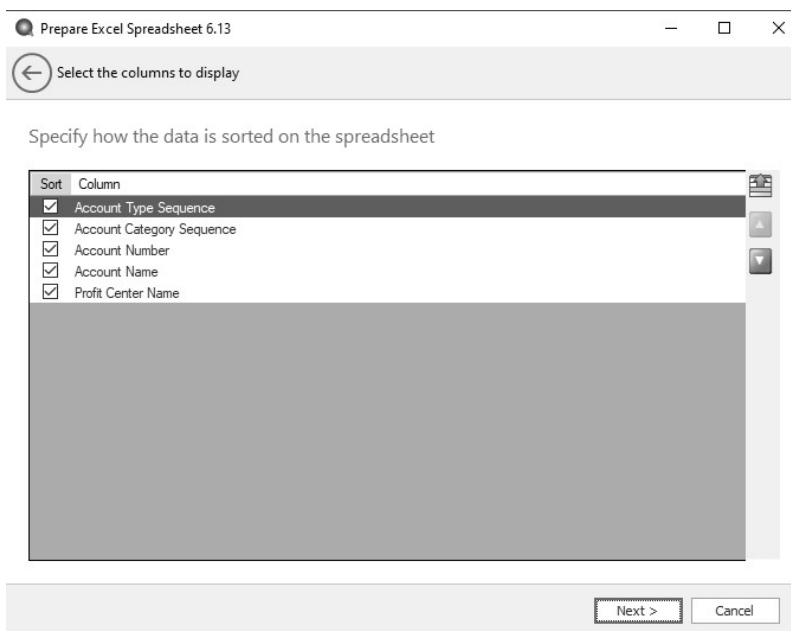 Prepare Excel Spreadsheet 6.13
Select the columns to display
Specify how the data is sorted on the spreadsheet
Sort Column
Account Type Sequence
Account Category Sequence
Account Number
Account Name
Profit Center Name
Next > Cancel